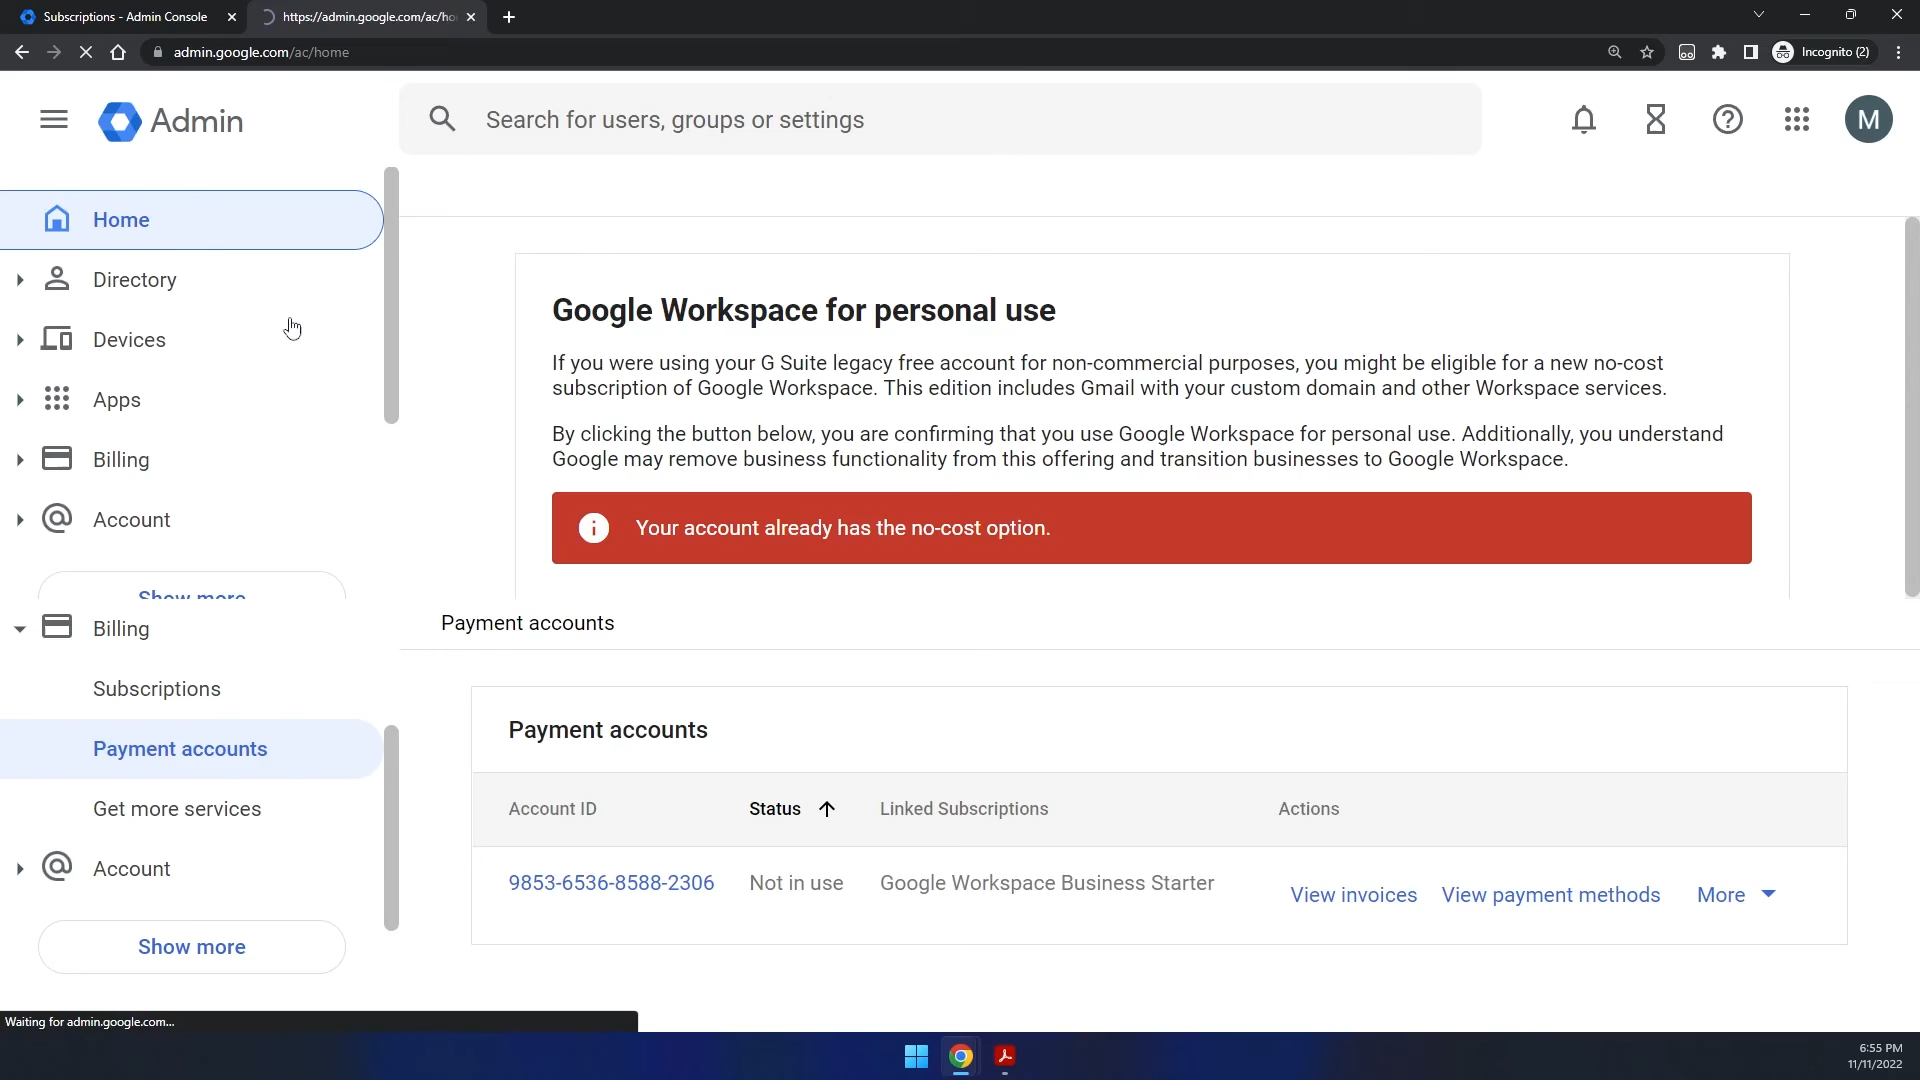 Subscriptions - Admin Console
https://admin.google.com/ac/ho
admin.google.com/ac/home
Incognito (2)
Admin
Search for users, groups or settings
M
Home
Directory
Devices
Apps
Billing
Account
Show more
Google Workspace for personal use
If you were using your G Suite legacy free account for non-commercial purposes, you might be eligible for a new no-cost
subscription of Google Workspace. This edition includes Gmail with your custom domain and other Workspace services.
By clicking the button below, you are confirming that you use Google Workspace for personal use. Additionally, you understand
Google may remove business functionality from this offering and transition businesses to Google Workspace.
Your account already has the no-cost option.
Billing
Subscriptions
Payment accounts
Get more services
Account
Show more
Payment accounts
Payment accounts
Account ID Status Linked Subscriptions Actions
9853-6536-8588-2306 Not in use Google Workspace Business Starter View invoices View payment methods More
Waiting for admin.google.com...
6:55 PM
11/11/2022